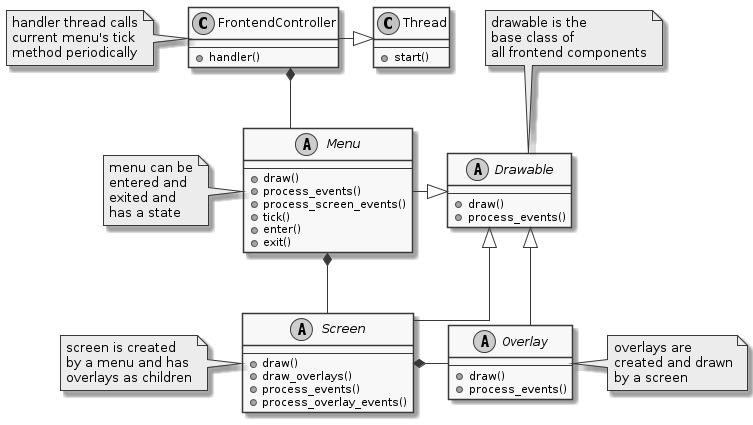 handler thread calls
current menu's tick
method periodically
C FrontendController
handler()
C Thread
start()
drawable is the
base class of
all frontend components
menu can be
entered and
exited and
has a state
A Menu
draw()
process_events()
process_screen_events()
tick()
enter()
exit()
A Drawable
draw()
process_events()
screen is created
by a menu and has
overlays as children
A Screen
draw()
draw_overlays()
process_events()
process_overlay_events()
A Overlay
draw()
process_events()
overlays are
created and drawn
by a screen